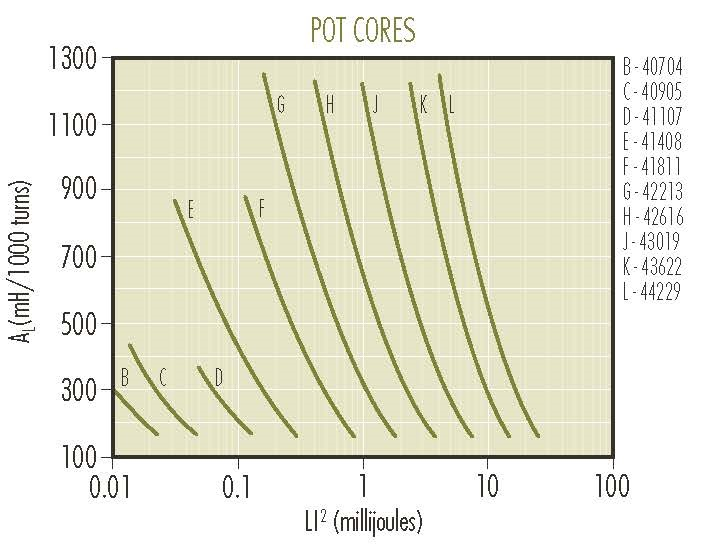 POT CORES
1300
1100
900
700
500
300
100
A_L(mH/1000 turns)
0.01
0.1
1
10
100
LI² (millijoules)
B
C
D
E
F
G
H
J
K
L
B - 40704
C - 40905
D - 41107
E - 41408
F - 41811
G - 42213
H - 42616
J - 43019
K - 43622
L - 44229